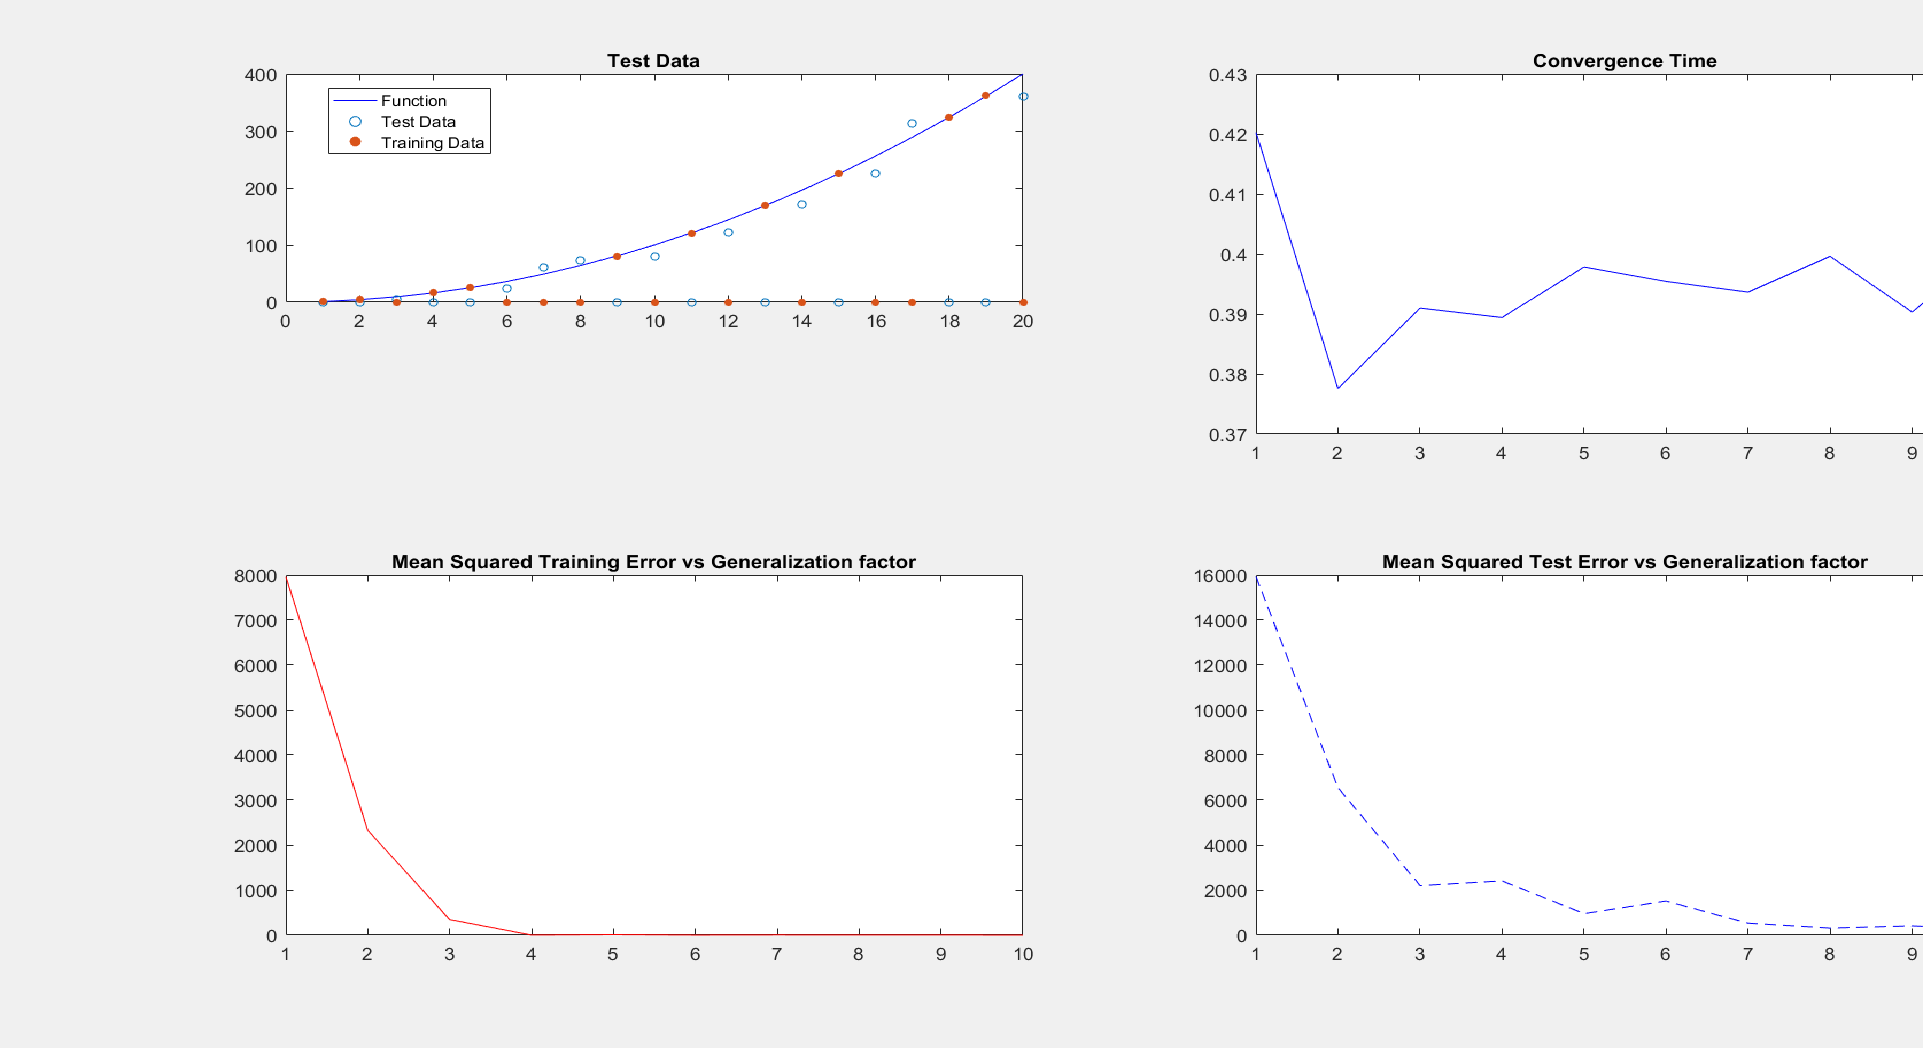 Test Data
400
300
200
100
0
Function
Test Data
Training Data
0 2 4 6 8 10 12 14 16 18 20
Convergence Time
0.43
0.42
0.41
0.4
0.39
0.38
0.37
1 2 3 4 5 6 7 8 9
Mean Squared Training Error vs Generalization factor
8000
7000
6000
5000
4000
3000
2000
1000
0
1 2 3 4 5 6 7 8 9 10
Mean Squared Test Error vs Generalization factor
16000
14000
12000
10000
8000
6000
4000
2000
0
1 2 3 4 5 6 7 8 9